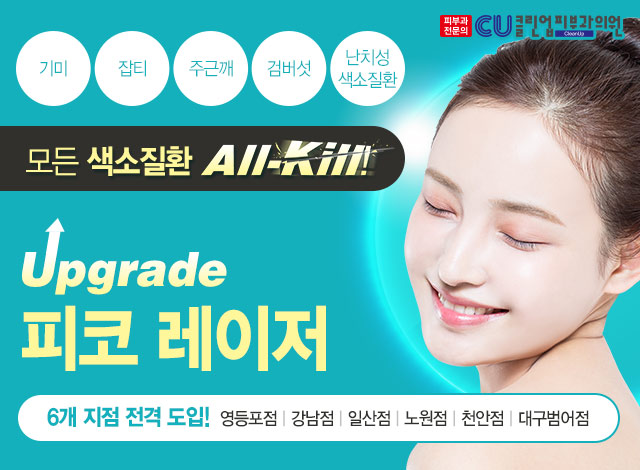 피부과
전문의
CU 클린업피부과의원
CleanUp
기미
잡티
주근깨
검버섯
난치성
색소질환
모든 색소질환 All-Kill!
Upgrade
피코 레이저
6개 지점 전격 도입! 영등포점 | 강남점 | 일산점 | 노원점 | 천안점 | 대구범어점